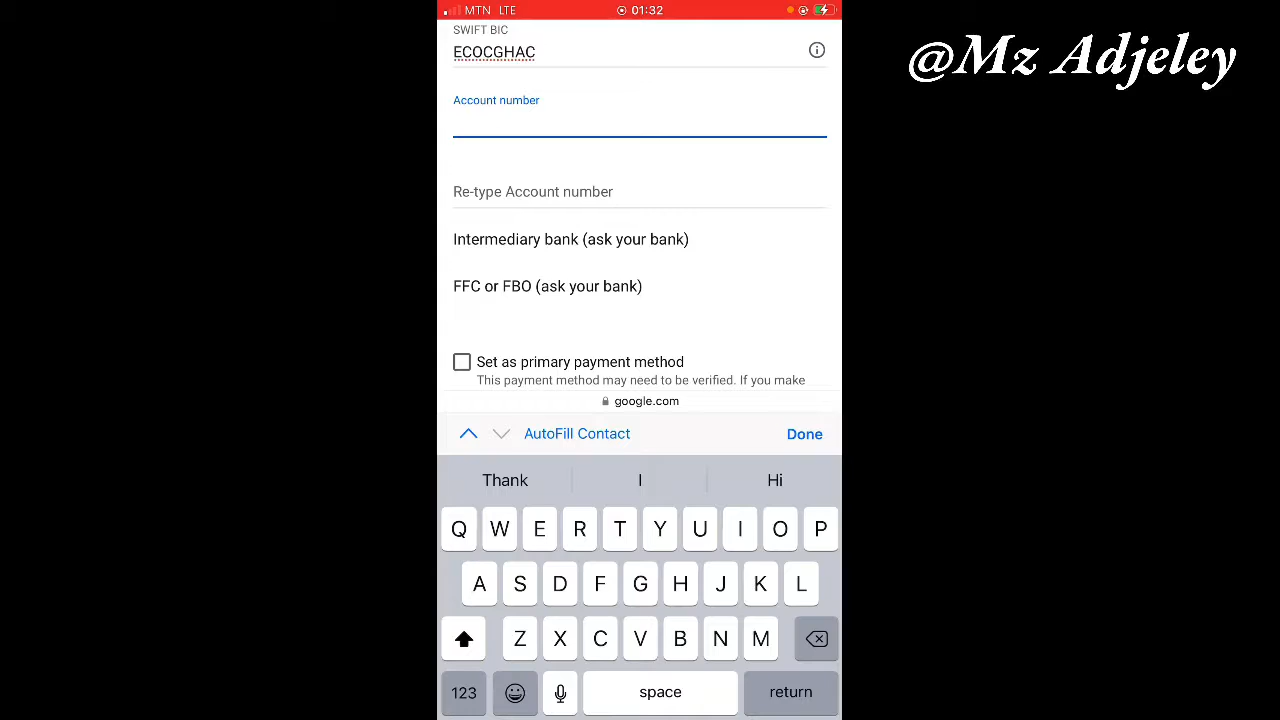 MTN LTE 01:32
@Mz Adjeley
SWIFT BIC
ECOCGHAC
Account number
Re-type Account number
Intermediary bank (ask your bank)
FFC or FBO (ask your bank)
Set as primary payment method
This payment method may need to be verified. If you make
google.com
AutoFill Contact Done
Thank I Hi
Q W E R T Y U I O P
A S D F G H J K L
Z X C V B N M
123 space return